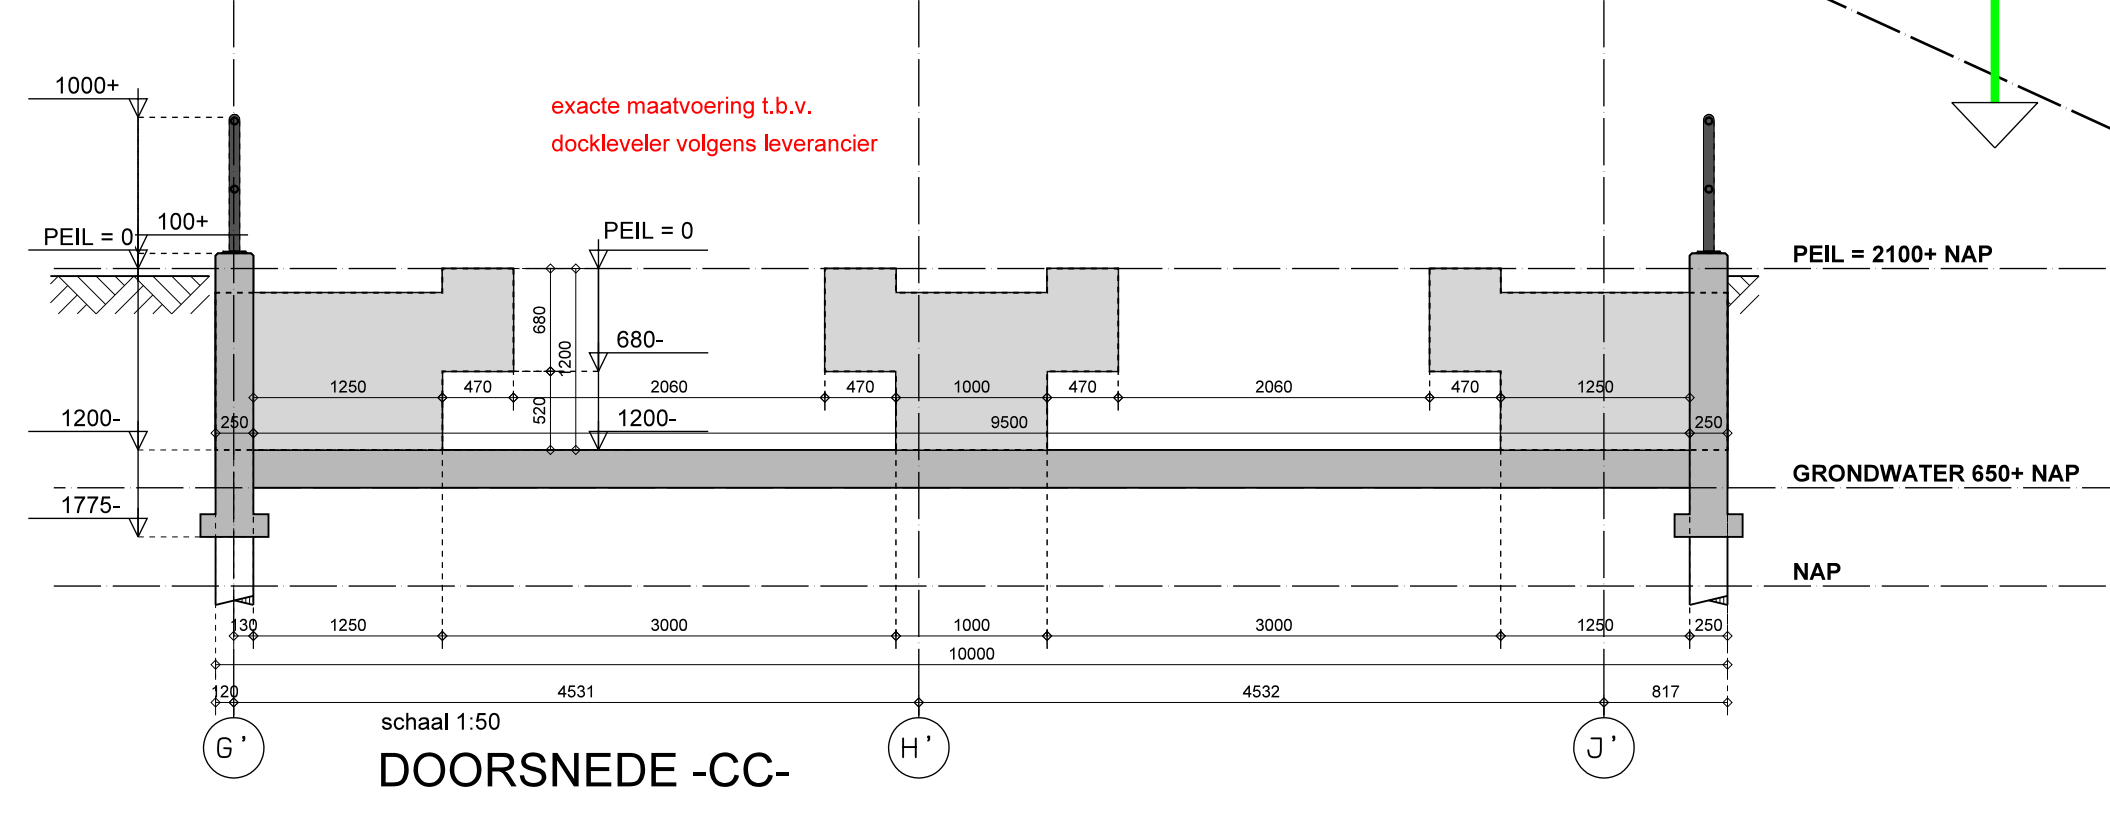 1000+
exacte maatvoering t.b.v.
dockleveler volgens leverancier
100+
PEIL = 0
PEIL = 0
PEIL = 2100+ NAP
680
1200
680-
1250
470
2060
470
1000
470
2060
470
1250
520
1200-
250
1200-
9500
250
GRONDWATER 650+ NAP
1775-
NAP
130
1250
3000
1000
3000
1250
250
10000
120
4531
4532
817
schaal 1:50
G'
H'
J'
DOORSNEDE -CC-